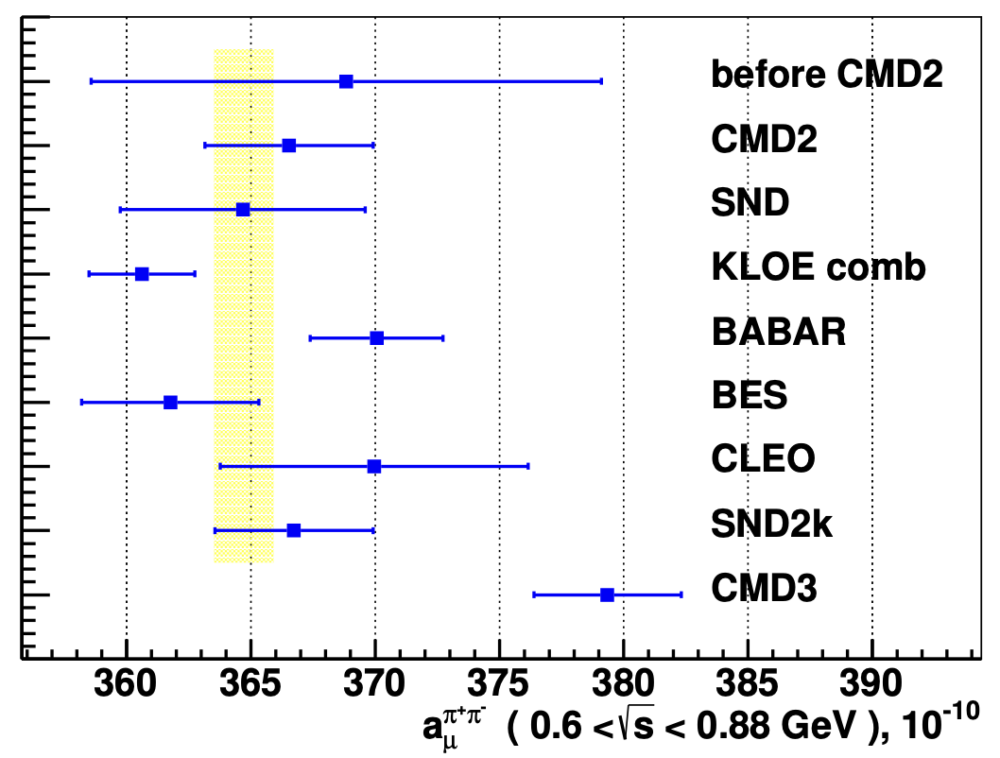 before CMD2
CMD2
SND
KLOE comb
BABAR
BES
CLEO
SND2k
CMD3
360 365 370 375 380 385 390
a_μ^{π⁺π⁻} ( 0.6 <√s < 0.88 GeV ), 10⁻¹⁰